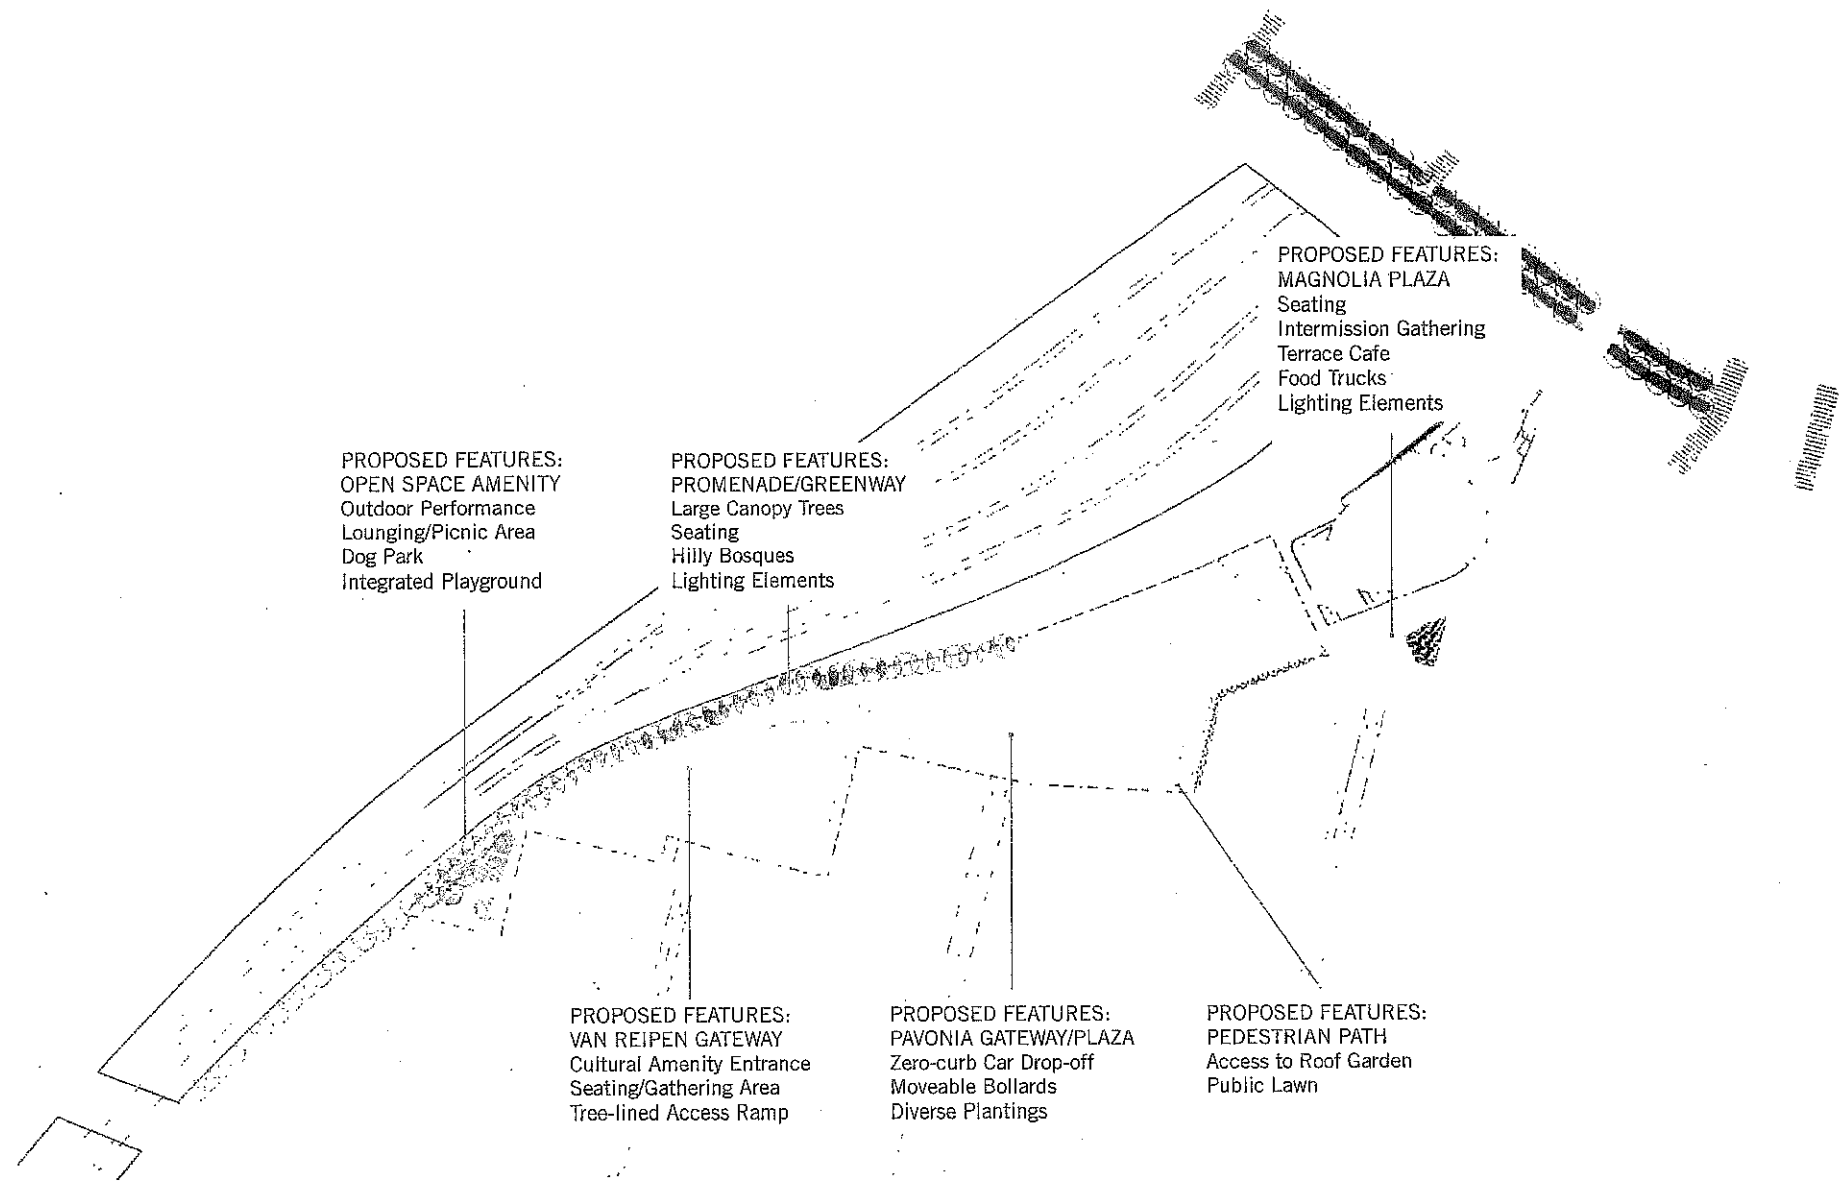 PROPOSED FEATURES:
MAGNOLIA PLAZA
Seating
Intermission Gathering
Terrace Cafe
Food Trucks
Lighting Elements
PROPOSED FEATURES:
OPEN SPACE AMENITY
Outdoor Performance
Lounging/Picnic Area
Dog Park
Integrated Playground
PROPOSED FEATURES:
PROMENADE/GREENWAY
Large Canopy Trees
Seating
Hilly Bosques
Lighting Elements
PROPOSED FEATURES:
VAN REIPEN GATEWAY
Cultural Amenity Entrance
Seating/Gathering Area
Tree-lined Access Ramp
PROPOSED FEATURES:
PAVONIA GATEWAY/PLAZA
Zero-curb Car Drop-off
Moveable Bollards
Diverse Plantings
PROPOSED FEATURES:
PEDESTRIAN PATH
Access to Roof Garden
Public Lawn